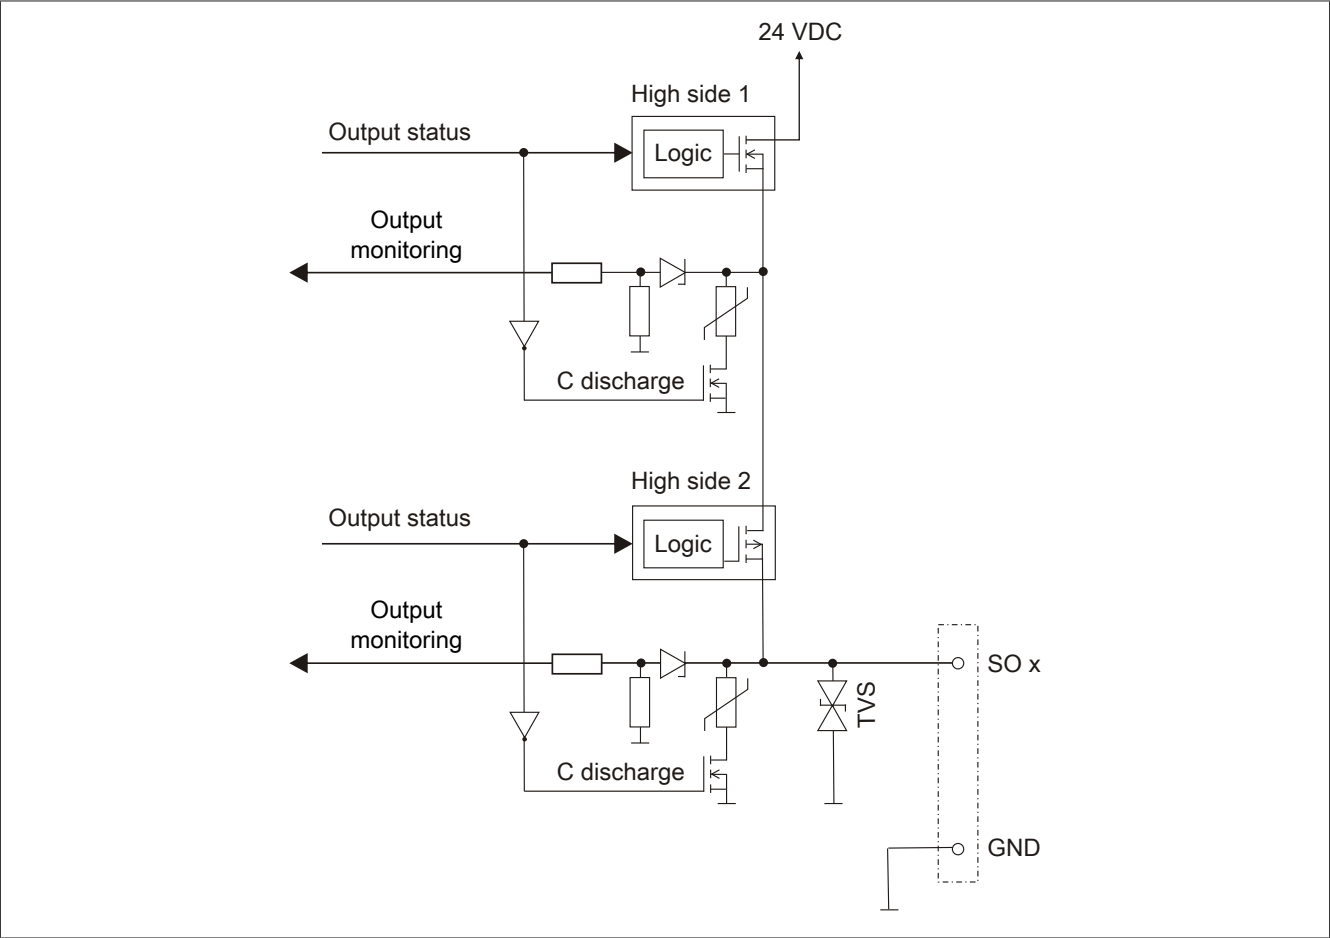 24 VDC
High side 1
Output status
Logic
Output
monitoring
C discharge
High side 2
Output status
Logic
Output
monitoring
SO x
TVS
C discharge
GND